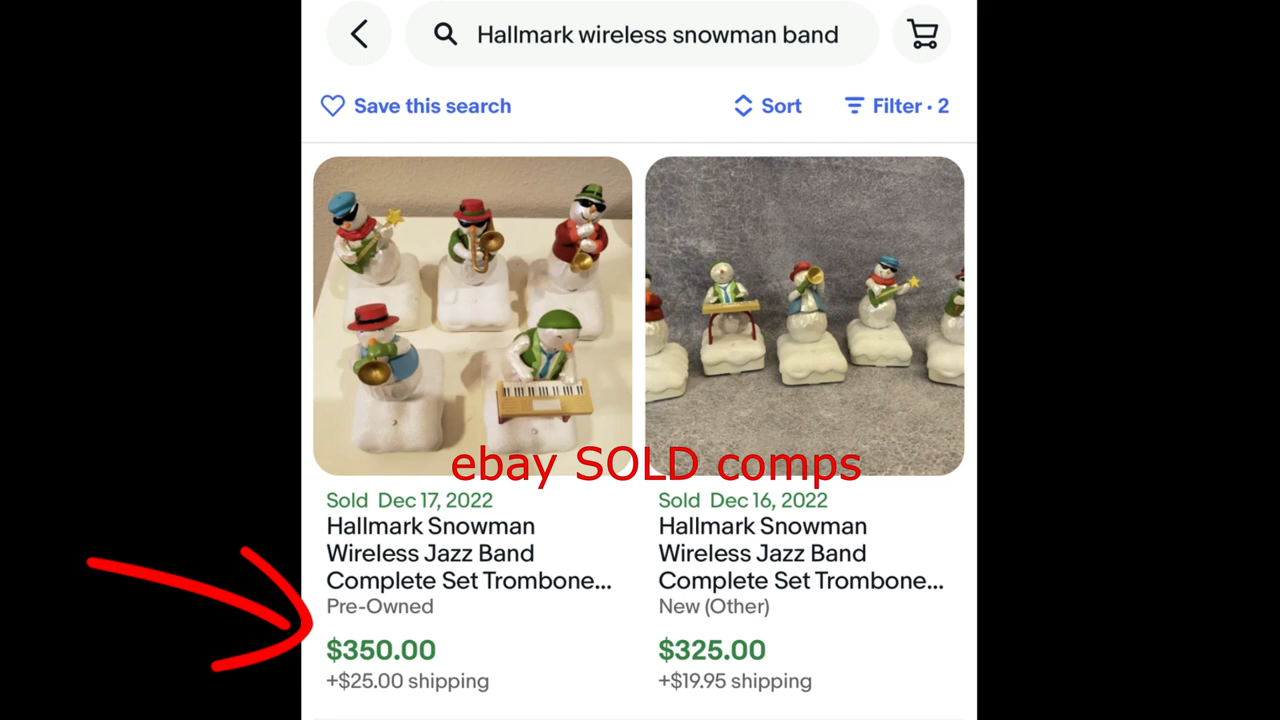 Hallmark wireless snowman band
Save this search
Sort
Filter · 2
ebay SOLD comps
Sold Dec 17, 2022
Hallmark Snowman
Wireless Jazz Band
Complete Set Trombone...
Pre-Owned
$350.00
+$25.00 shipping
Sold Dec 16, 2022
Hallmark Snowman
Wireless Jazz Band
Complete Set Trombone...
New (Other)
$325.00
+$19.95 shipping